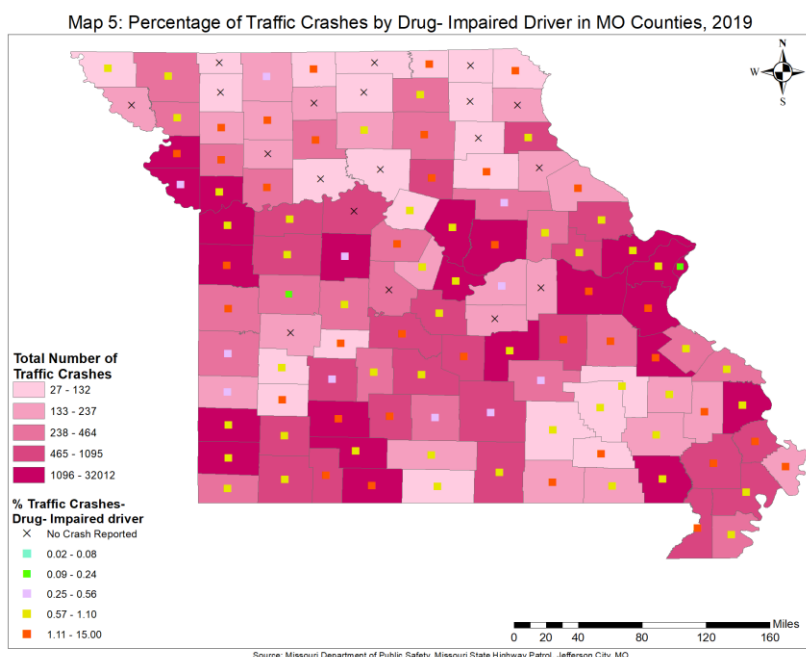 Map 5: Percentage of Traffic Crashes by Drug- Impaired Driver in MO Counties, 2019
N
W
E
S
Total Number of
Traffic Crashes
27 - 132
133 - 237
238 - 464
465 - 1095
1096 - 32012
% Traffic Crashes-
Drug- Impaired driver
No Crash Reported
0.02 - 0.08
0.09 - 0.24
0.25 - 0.56
0.57 - 1.10
1.11 - 15.00
Miles
0 20 40 80 120 160
Source: Missouri Department of Public Safety, Missouri State Highway Patrol, Jefferson City, MO